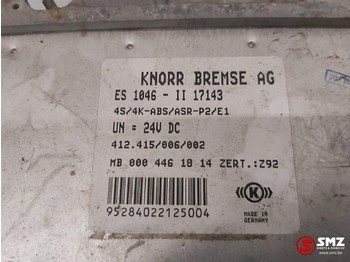 KNORR BREMSE AG
ES 1046 - II 17143
4S/4K-ABS/ASR-P2/E1
UN = 24V DC
412.415/006/002
MB 000 446 18 14 ZERT.:Z92
95284022125004
K
MADE IN
GERMANY
SMZ